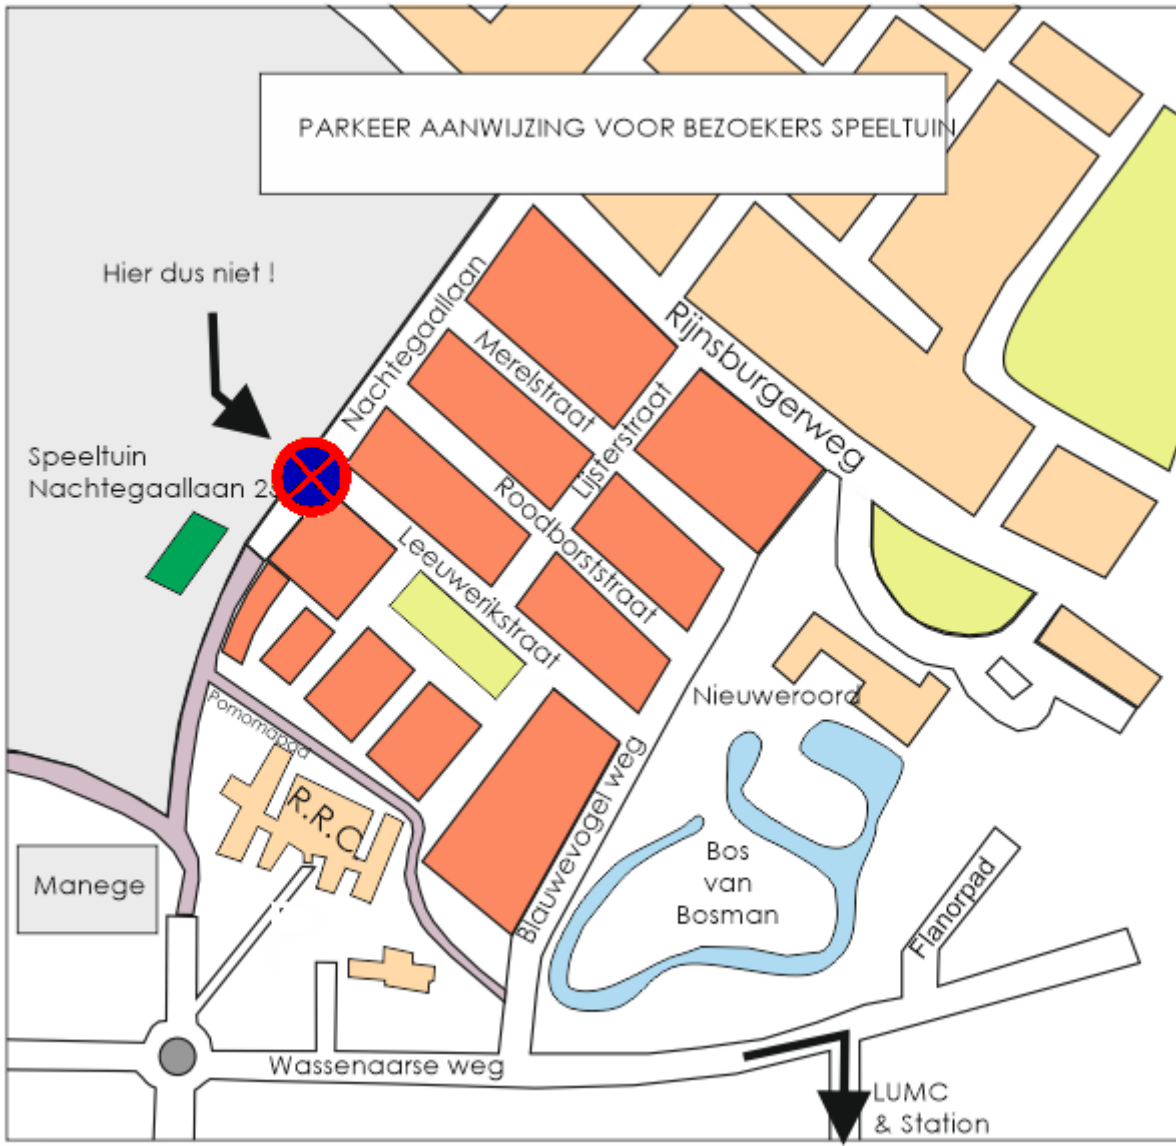 PARKEER AANWIJZING VOOR BEZOEKERS SPEELTUIN
Hier dus niet !
Nachtegaallaan
Merelstraat
Rijnsburgerweg
Lijsterstraat
Speeltuin
Nachtegaallaan
Roodborststraat
Leeuwerikstraat
Nieuweroord
Pornomapad
R.R.C.
Blauwevogel weg
Bos
van
Bosman
Manege
Flanorpad
Wassenaarse weg
LUMC
& Station